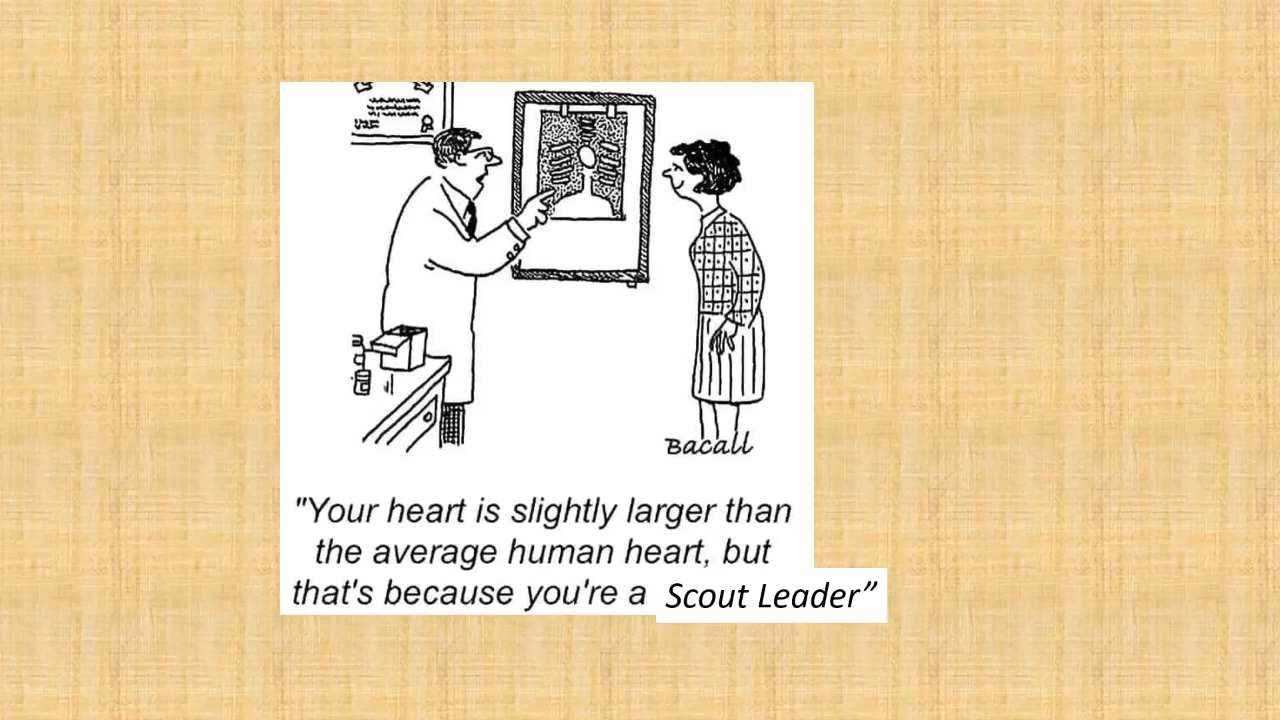 Bacall
"Your heart is slightly larger than
the average human heart, but
that's because you're a Scout Leader”